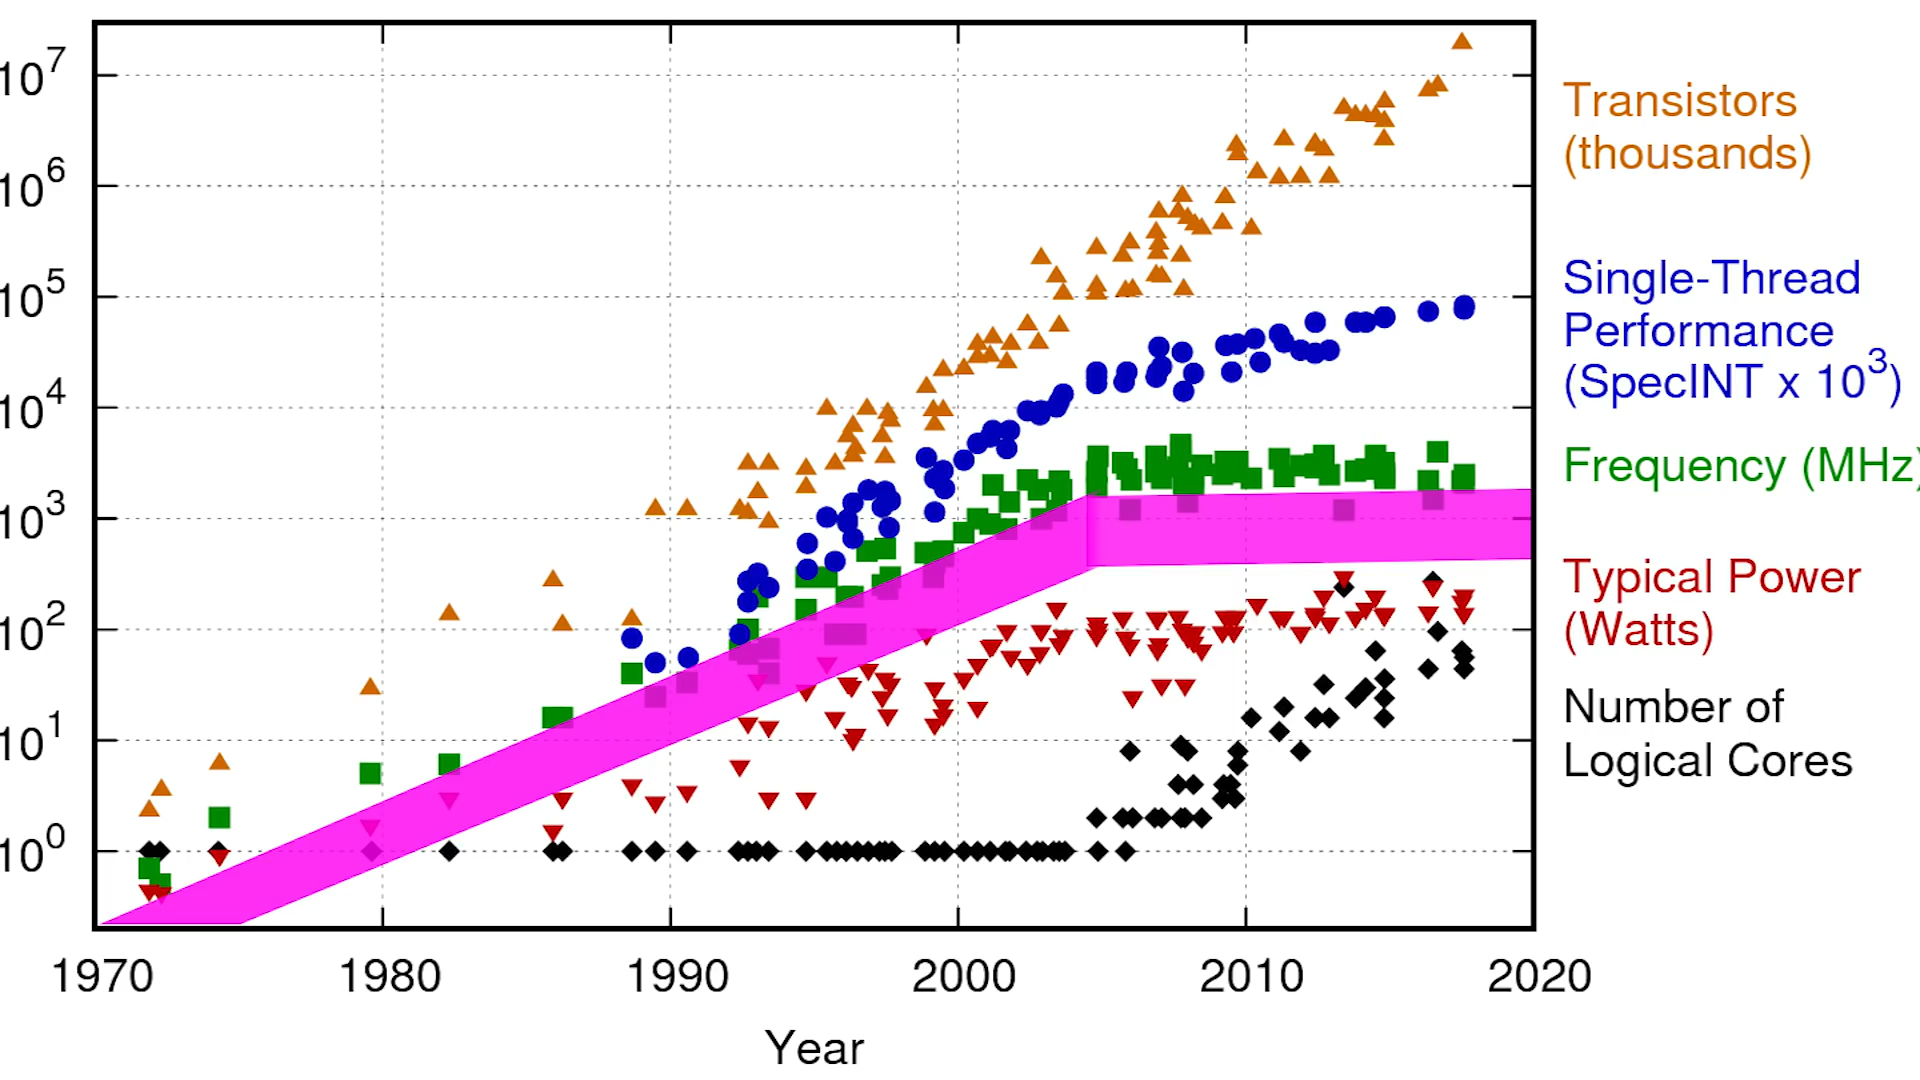 10^7
10^6
10^5
10^4
10^3
10^2
10^1
10^0
1970 1980 1990 2000 2010 2020
Year
Transistors
(thousands)
Single-Thread
Performance
(SpecINT x 10^3)
Frequency (MHz)
Typical Power
(Watts)
Number of
Logical Cores